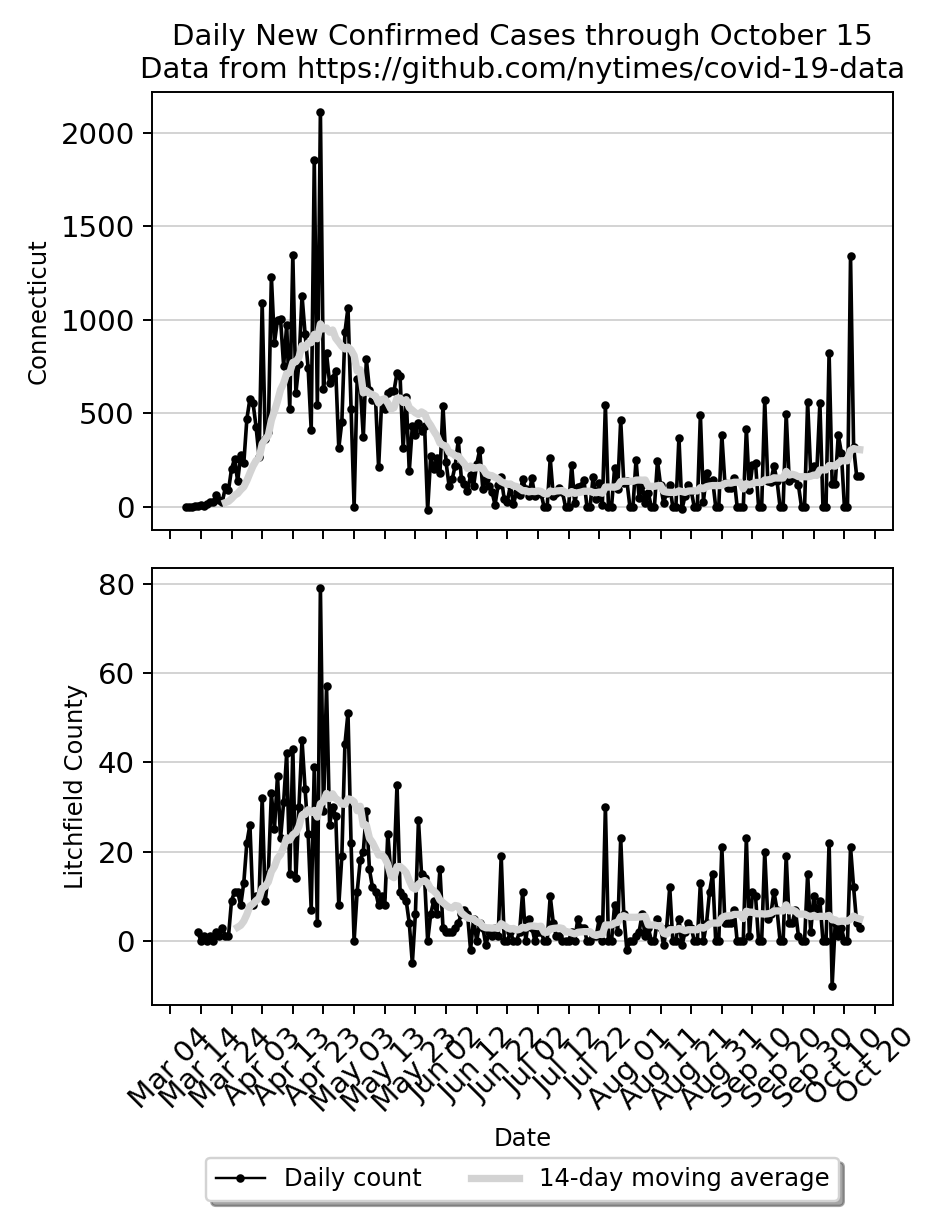 Daily New Confirmed Cases through October 15
Data from https://github.com/nytimes/covid-19-data
2000
1500
1000
500
0
Connecticut
80
60
40
20
0
Litchfield County
Mar 04
Mar 14
Mar 24
Apr 03
Apr 13
Apr 23
May 03
May 13
May 23
Jun 02
Jun 12
Jun 22
Jul 02
Jul 12
Jul 22
Aug 01
Aug 11
Aug 21
Aug 31
Sep 10
Sep 20
Sep 30
Oct 10
Oct 20
Date
Daily count
14-day moving average